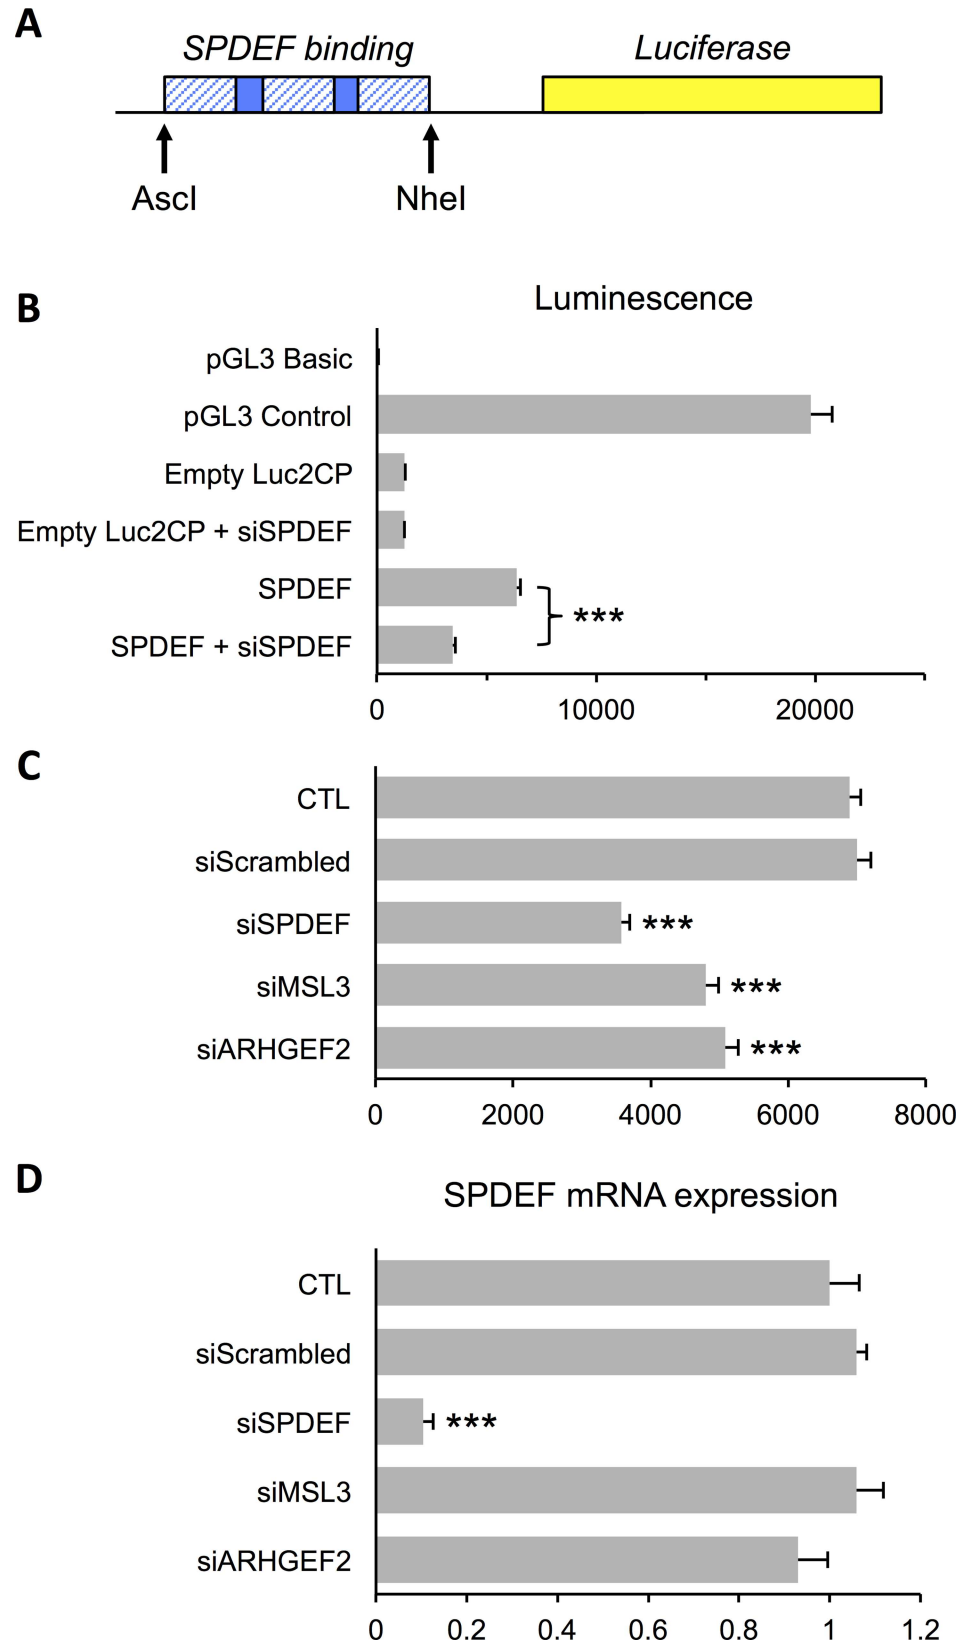 A
SPDEF binding
Luciferase
AscI
NheI
B
Luminescence
pGL3 Basic
pGL3 Control
Empty Luc2CP
Empty Luc2CP + siSPDEF
SPDEF
***
SPDEF + siSPDEF
0 10000 20000
C
CTL
siScrambled
siSPDEF ***
siMSL3 ***
siARHGEF2 ***
0 2000 4000 6000 8000
D
SPDEF mRNA expression
CTL
siScrambled
siSPDEF ***
siMSL3
siARHGEF2
0 0.2 0.4 0.6 0.8 1 1.2